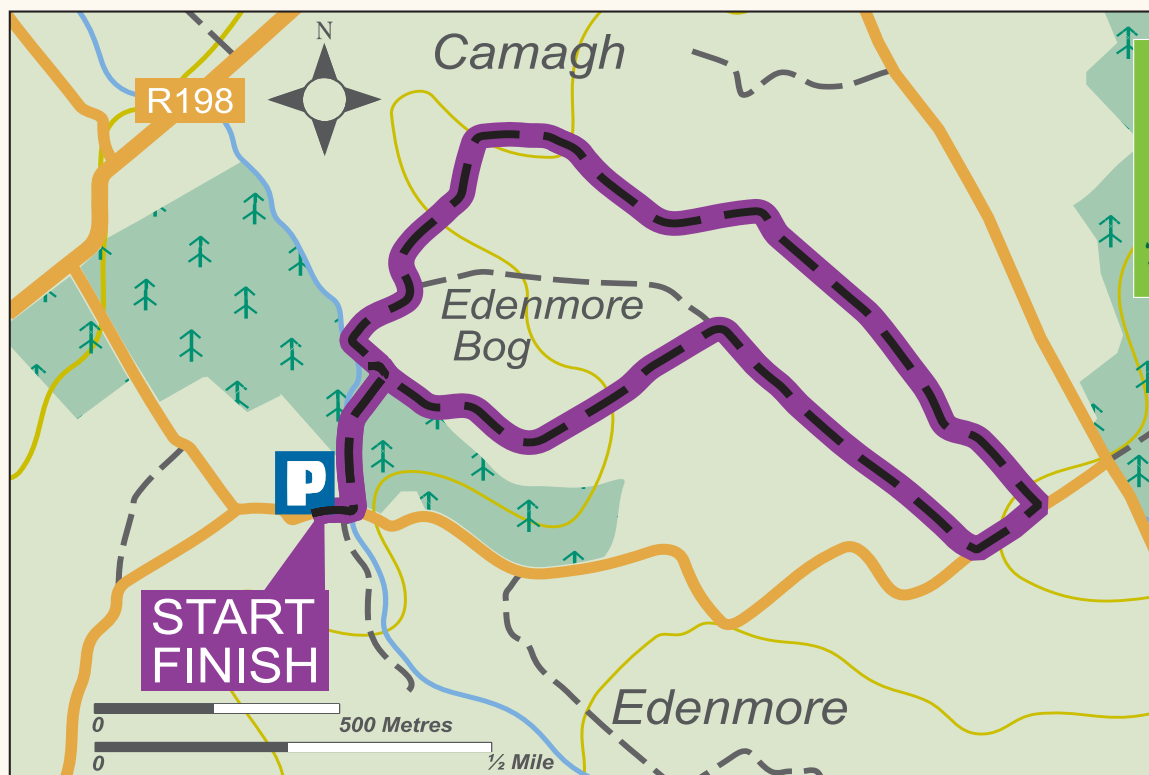 N
Camagh
R198
Edenmore
Bog
P
START
FINISH
Edenmore
0
500 Metres
0
½ Mile